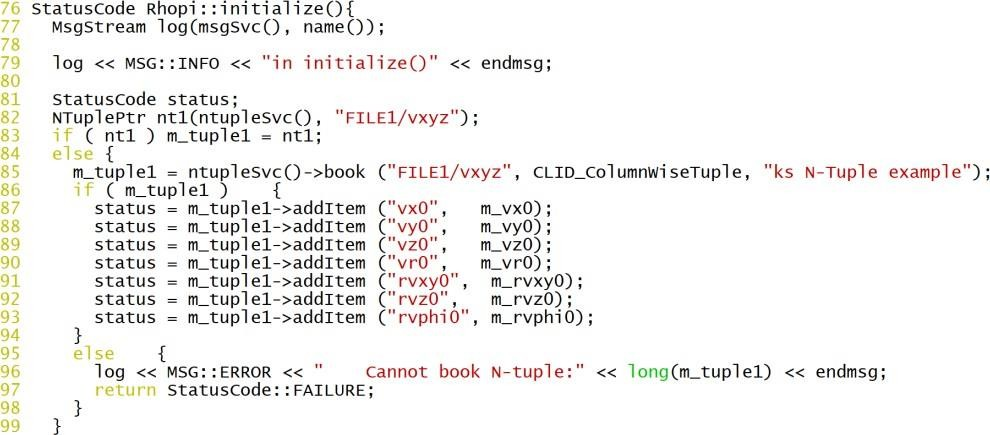 76 StatusCode Rhopi::initialize(){
77   MsgStream log(msgSvc(), name());
78
79   log << MSG::INFO << "in initialize()" << endmsg;
80
81   StatusCode status;
82   NTuplePtr nt1(ntupleSvc(), "FILE1/vxyz");
83   if ( nt1 ) m_tuple1 = nt1;
84   else {
85     m_tuple1 = ntupleSvc()->book ("FILE1/vxyz", CLID_ColumnWiseTuple, "ks N-Tuple example");
86     if ( m_tuple1 )    {
87       status = m_tuple1->addItem ("vx0",   m_vx0);
88       status = m_tuple1->addItem ("vy0",   m_vy0);
89       status = m_tuple1->addItem ("vz0",   m_vz0);
90       status = m_tuple1->addItem ("vr0",   m_vr0);
91       status = m_tuple1->addItem ("rvxy0",  m_rvxy0);
92       status = m_tuple1->addItem ("rvz0",   m_rvz0);
93       status = m_tuple1->addItem ("rvphi0", m_rvphi0);
94     }
95     else    {
96       log << MSG::ERROR << "    Cannot book N-tuple:" << long(m_tuple1) << endmsg;
97       return StatusCode::FAILURE;
98     }
99   }